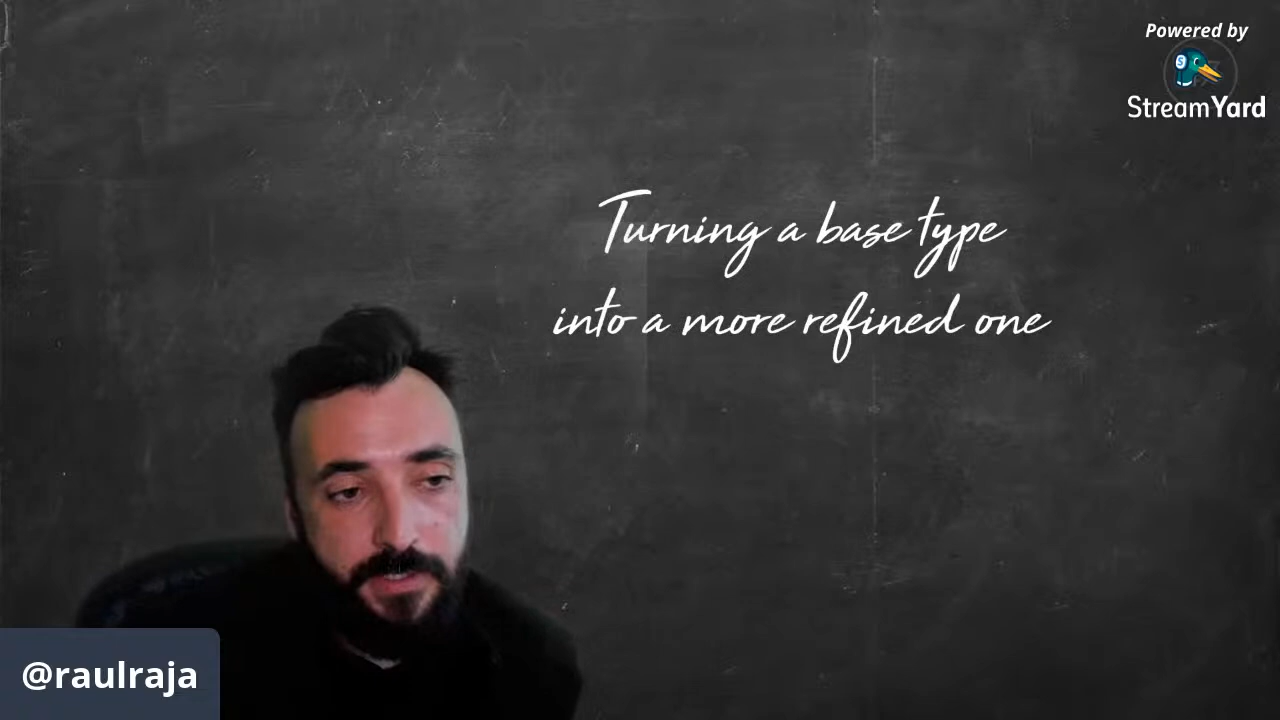 Powered by
StreamYard
Turning a base type
into a more refined one
@raulraja